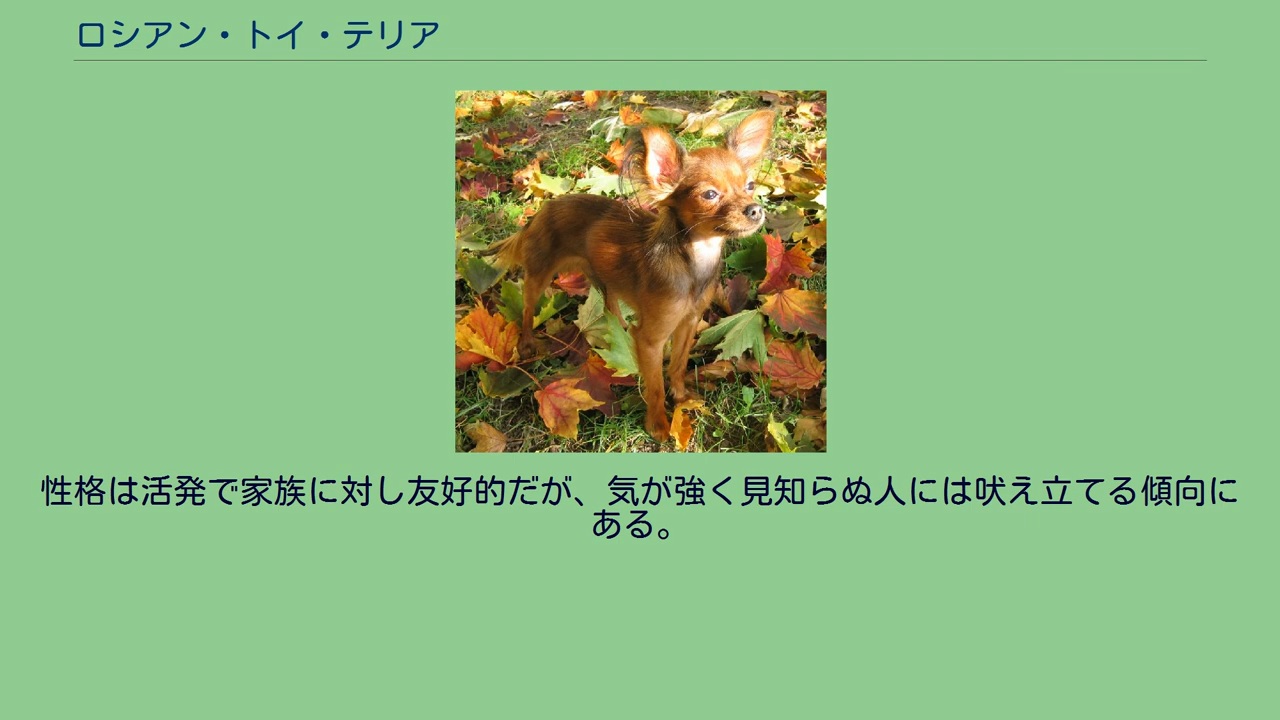 ロシアン・トイ・テリア
性格は活発で家族に対し友好的だが、気が強く見知らぬ人には吠え立てる傾向に
ある。